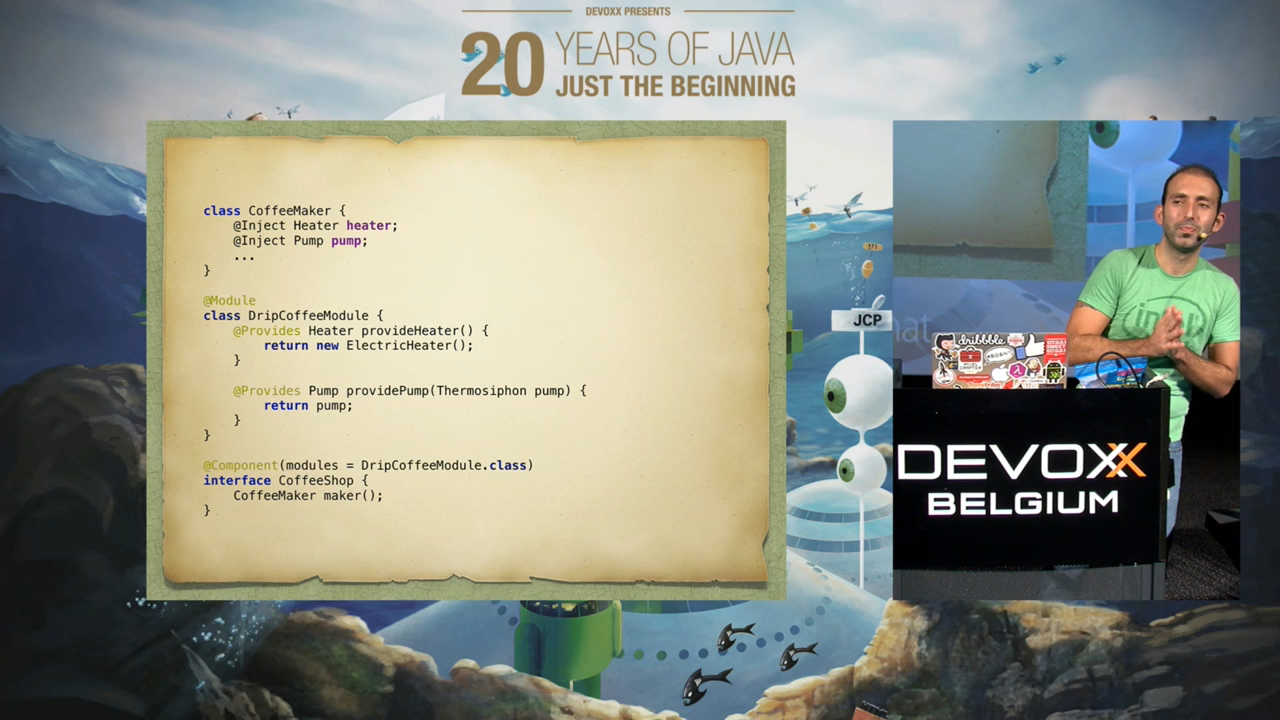 DEVOXX PRESENTS
20 YEARS OF JAVA
JUST THE BEGINNING
class CoffeeMaker {
    @Inject Heater heater;
    @Inject Pump pump;
    ...
}
@Module
class DripCoffeeModule {
    @Provides Heater provideHeater() {
        return new ElectricHeater();
    }
    @Provides Pump providePump(Thermosiphon pump) {
        return pump;
    }
}
@Component(modules = DripCoffeeModule.class)
interface CoffeeShop {
    CoffeeMaker maker();
}
JCP
dribbble
intel
DEVOXX
BELGIUM